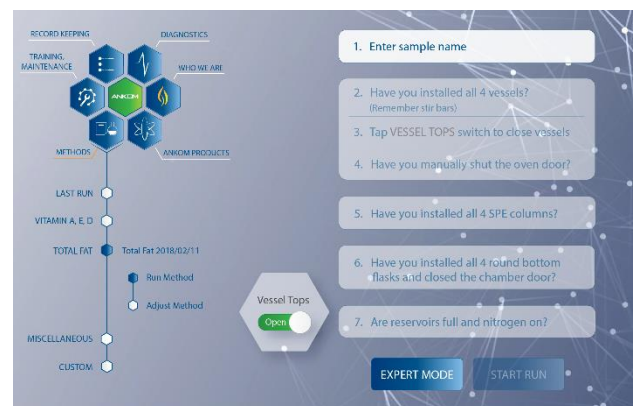 RECORD KEEPING
DIAGNOSTICS
TRAINING,
MAINTENANCE
WHO WE ARE
ANKOM
METHODS
ANKOM PRODUCTS
LAST RUN
VITAMIN A, E, D
TOTAL FAT
Total Fat 2018/02/11
Run Method
Adjust Method
MISCELLANEOUS
CUSTOM
Vessel Tops
Open
1. Enter sample name
2. Have you installed all 4 vessels?
(Remember stir bars)
3. Tap VESSEL TOPS switch to close vessels
4. Have you manually shut the oven door?
5. Have you installed all 4 SPE columns?
6. Have you installed all 4 round bottom
flasks and closed the chamber door?
7. Are reservoirs full and nitrogen on?
EXPERT MODE
START RUN